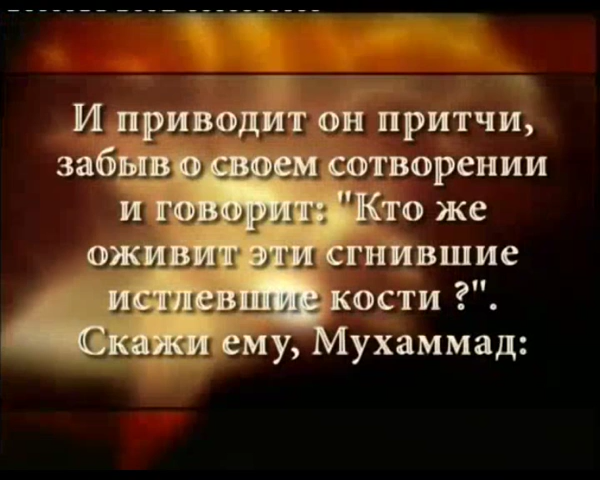 И приводит он притчи,
забыв о своем сотворении
и говорит: "Кто же
оживит эти сгнившие
истлевшие кости ?".
Скажи ему, Мухаммад: